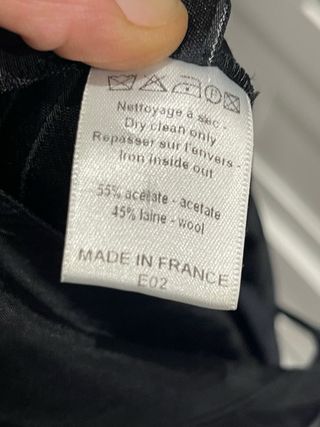 Nettoyage à sec -
Dry clean only
Repasser sur l'envers -
Iron inside out
55% acétate - acetate
45% laine - wool
MADE IN FRANCE
E02